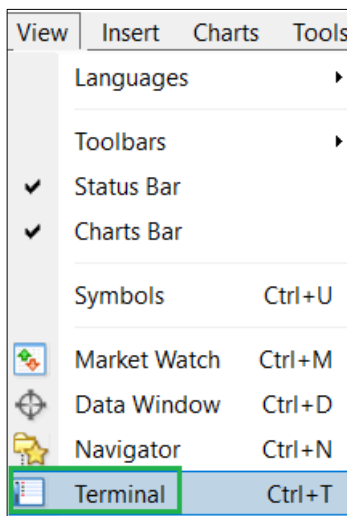 View Insert Charts Tools
Languages
Toolbars
Status Bar
Charts Bar
Symbols Ctrl+U
Market Watch Ctrl+M
Data Window Ctrl+D
Navigator Ctrl+N
Terminal Ctrl+T